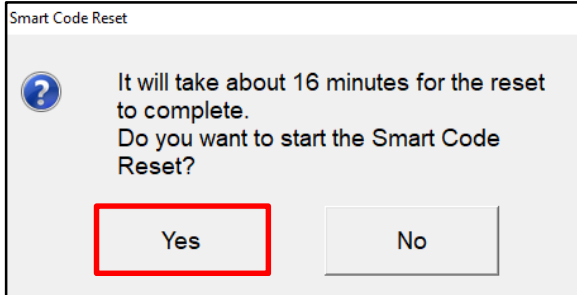 Smart Code Reset
It will take about 16 minutes for the reset
to complete.
Do you want to start the Smart Code
Reset?
Yes
No